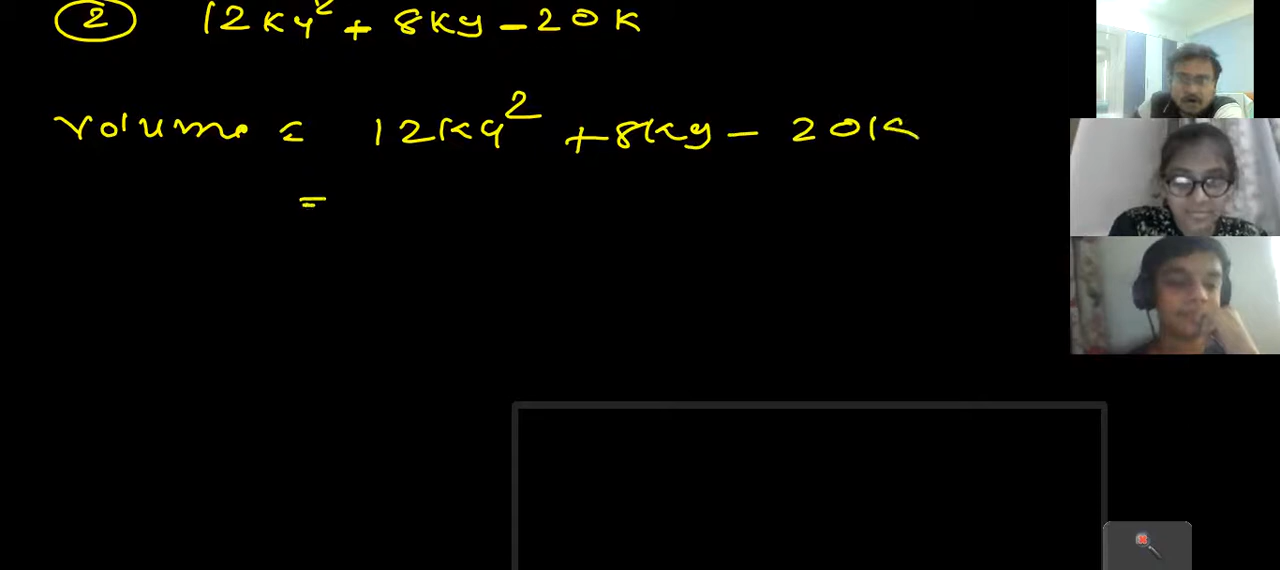 2 12ky² + 8ky - 20k
Volume = 12ky² + 8ky - 20k
=